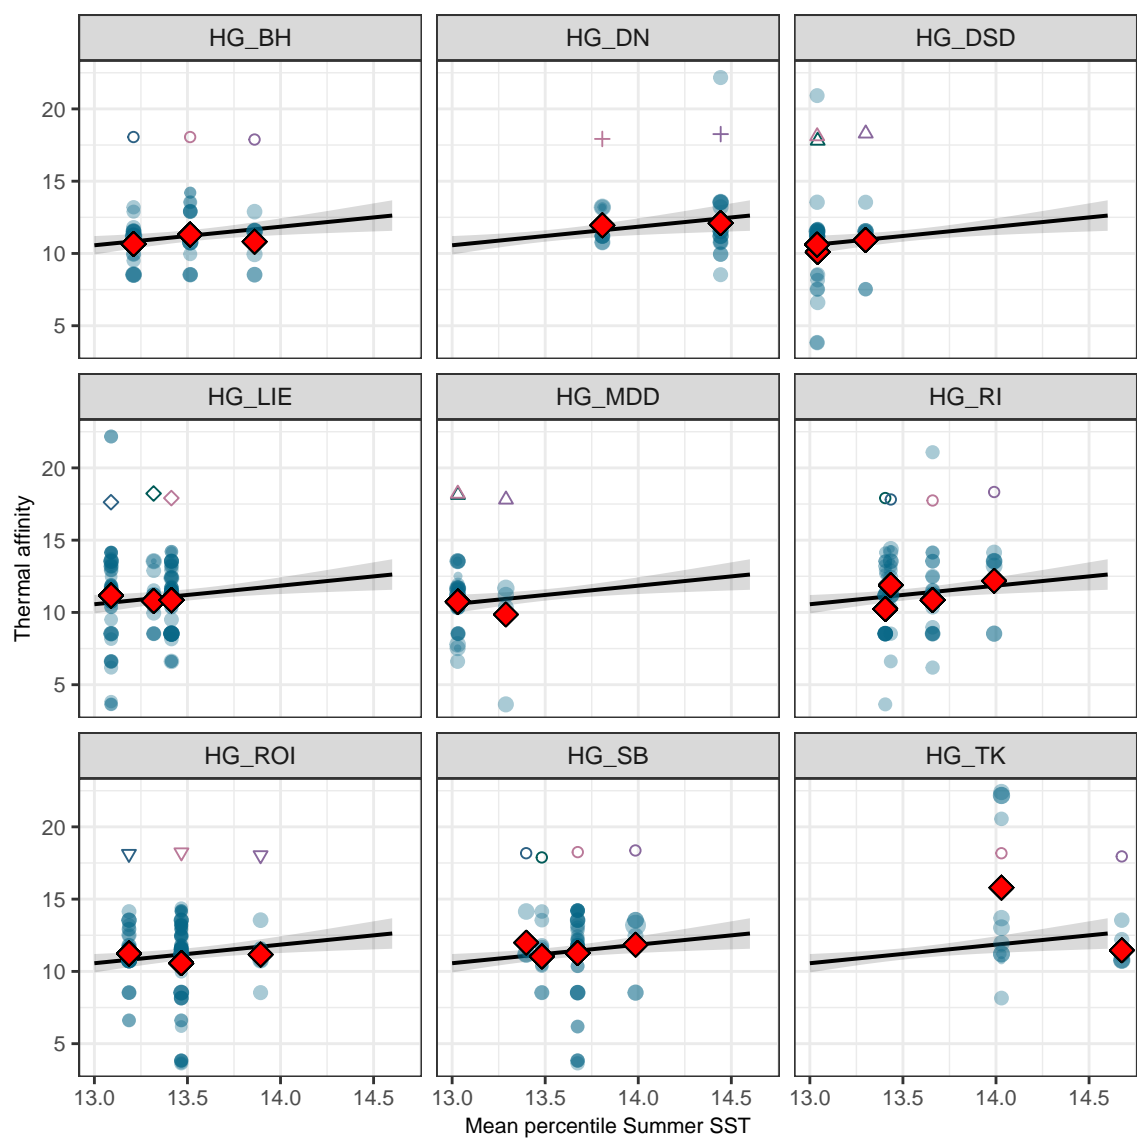 HG_BH HG_DN HG_DSD
20
15
10
5
HG_LIE HG_MDD HG_RI
20
15
10
5
Thermal affinity
HG_ROI HG_SB HG_TK
20
15
10
5
13.0 13.5 14.0 14.5 13.0 13.5 14.0 14.5 13.0 13.5 14.0 14.5
Mean percentile Summer SST